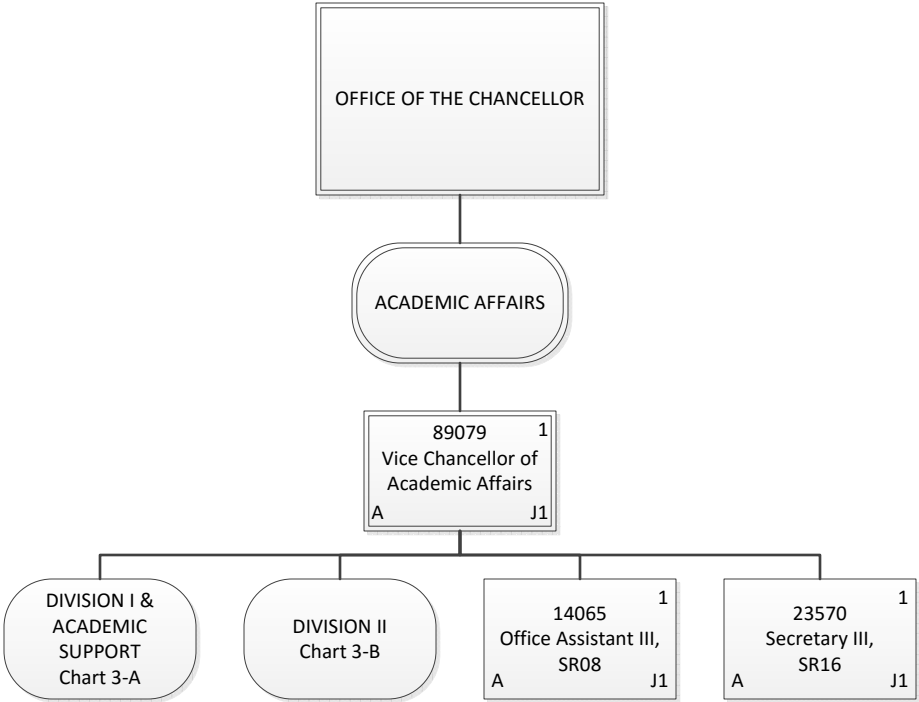 OFFICE OF THE CHANCELLOR
ACADEMIC AFFAIRS
89079 1
Vice Chancellor of
Academic Affairs
A J1
DIVISION I &
ACADEMIC
SUPPORT
Chart 3-A
DIVISION II
Chart 3-B
1
14065
Office Assistant III,
SR08
A J1
1
23570
Secretary III,
SR16
A J1